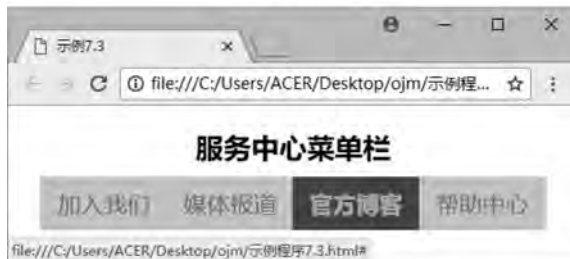 示例7.3
file:///C:/Users/ACER/Desktop/ojm/示例程...
服务中心菜单栏
加入我们 媒体报道 官方博客 帮助中心
file:///C:/Users/ACER/Desktop/ojm/示例程序7.3.html#